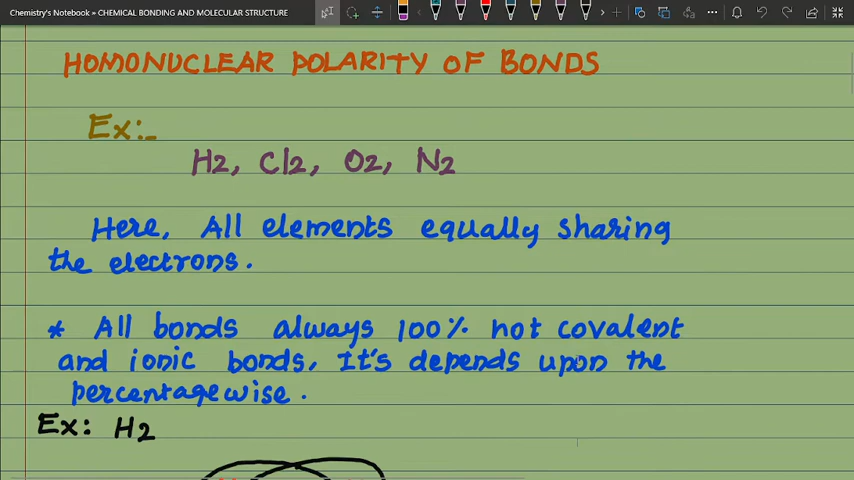 Chemistry's Notebook » CHEMICAL BONDING AND MOLECULAR STRUCTURE
HOMONUCLEAR POLARITY OF BONDS
Ex:-
H2, Cl2, O2, N2
Here, All elements equally sharing
the electrons.
* All bonds always 100% not covalent
and ionic bonds, It's depends upon the
percentagewise.
Ex: H2